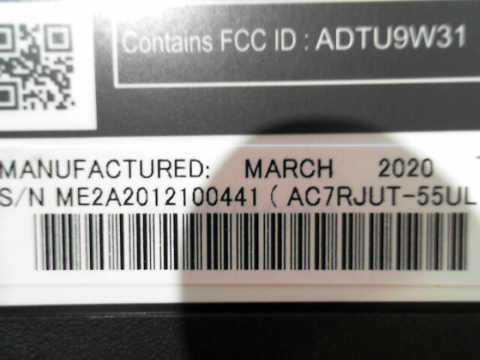 Contains FCC ID : ADTU9W31
MANUFACTURED: MARCH 2020
S/N ME2A2012100441 ( AC7RJUT-55UL